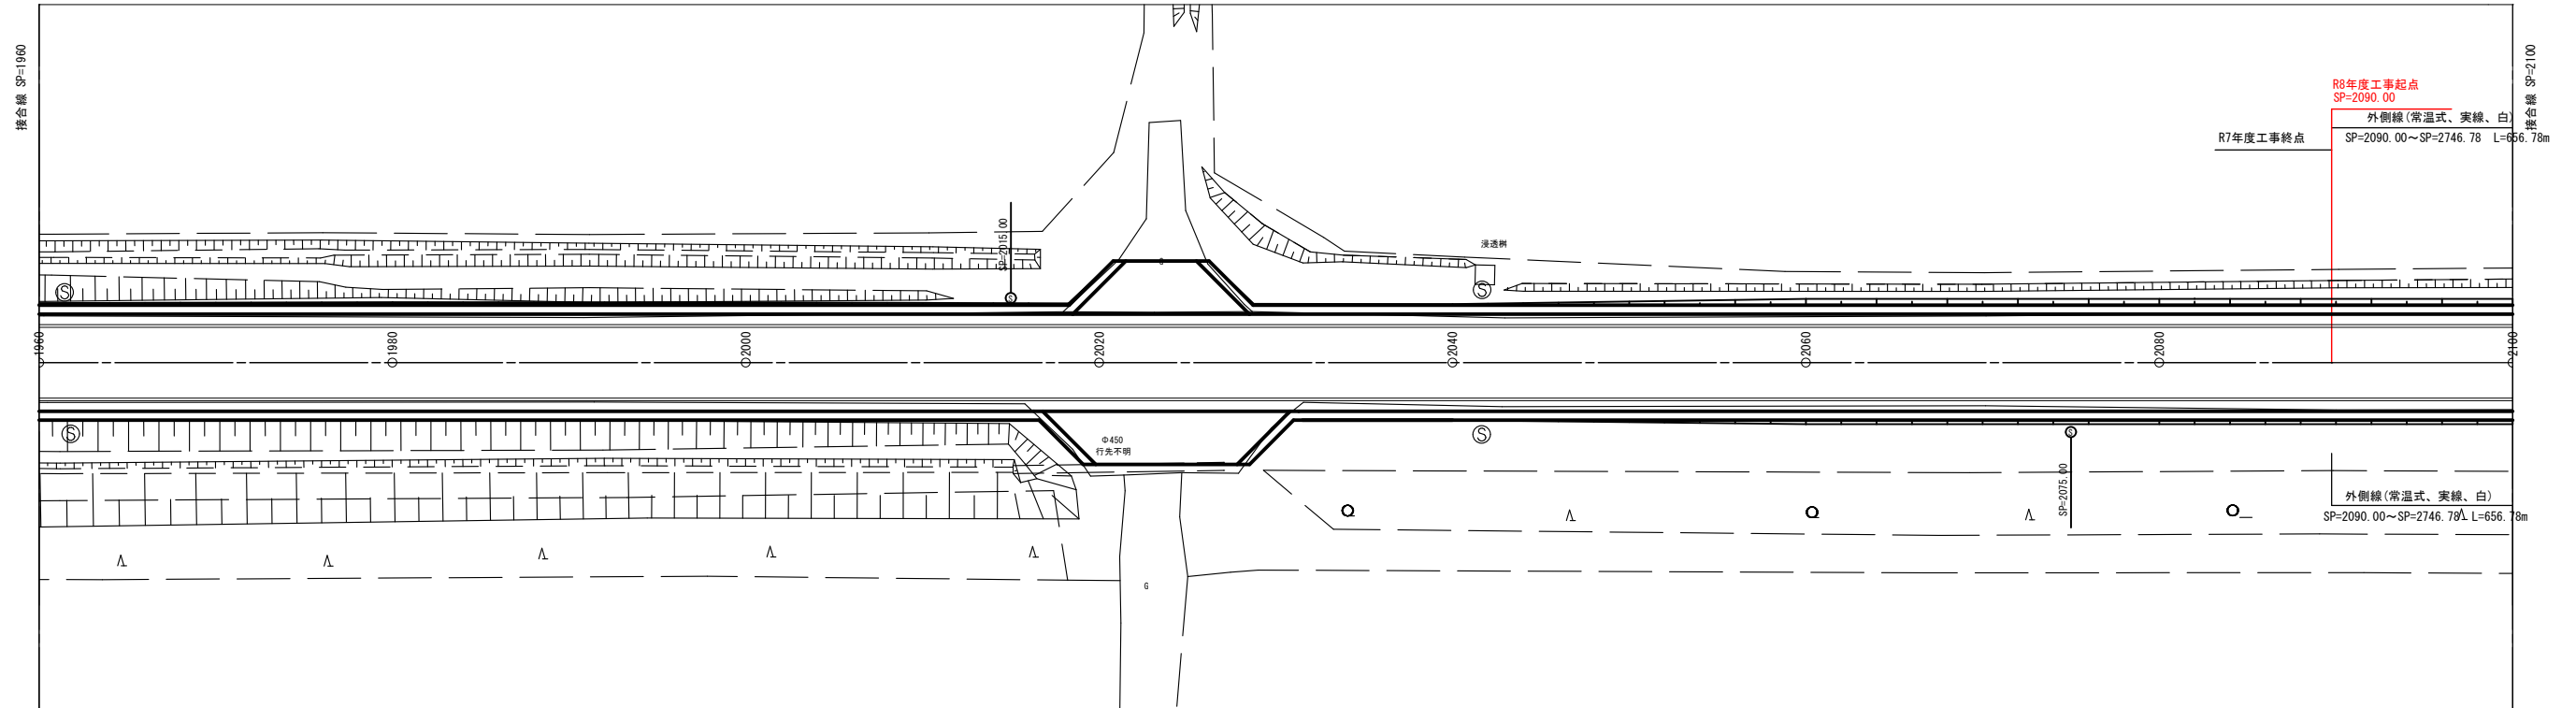 接合線 SP=1960
接合線 SP=2100
R8年度工事起点
SP=2090.00
外側線(常温式、実線、白)
R7年度工事終点
SP=2090.00～SP=2746.78 L=656.78m
SP=2015.00
浸透桝
G
S
S
S
1960
1980
2000
2020
2040
2060
2080
2100
S
S
S
Φ450
行先不明
SP=2075.00
外側線(常温式、実線、白)
SP=2090.00～SP=2746.78 L=656.78m
G